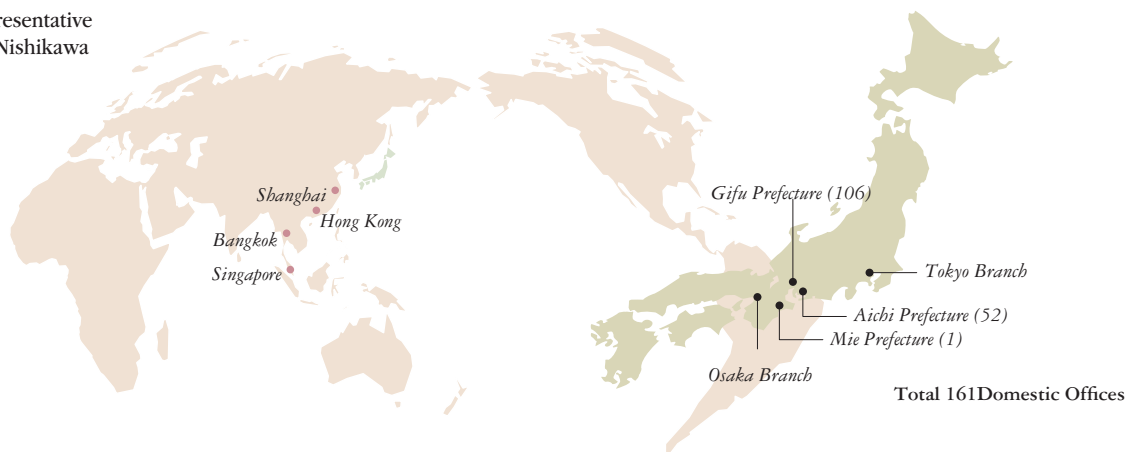 resentative
Nishikawa
Shanghai
Hong Kong
Bangkok
Singapore
Gifu Prefecture (106)
Tokyo Branch
Aichi Prefecture (52)
Mie Prefecture (1)
Osaka Branch
Total 161Domestic Offices